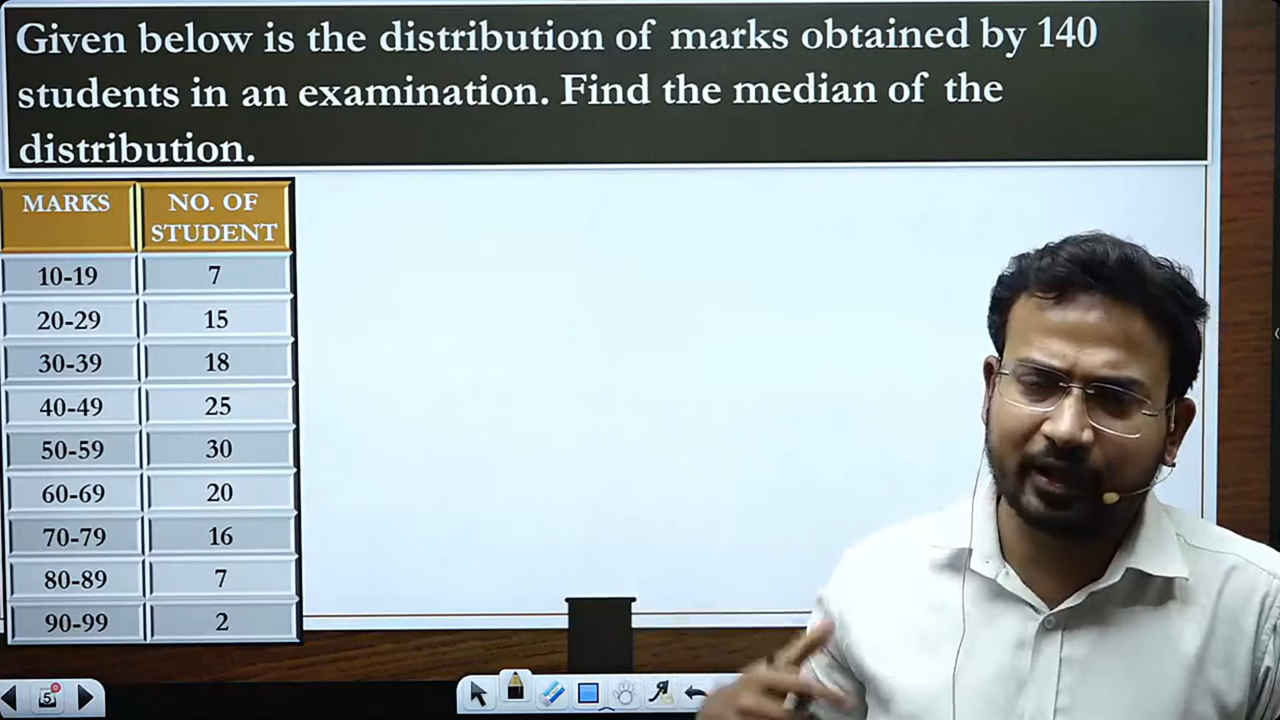 Given below is the distribution of marks obtained by 140
students in an examination. Find the median of the
distribution.
MARKS NO. OF
STUDENT
10-19 7
20-29 15
30-39 18
40-49 25
50-59 30
60-69 20
70-79 16
80-89 7
90-99 2
5